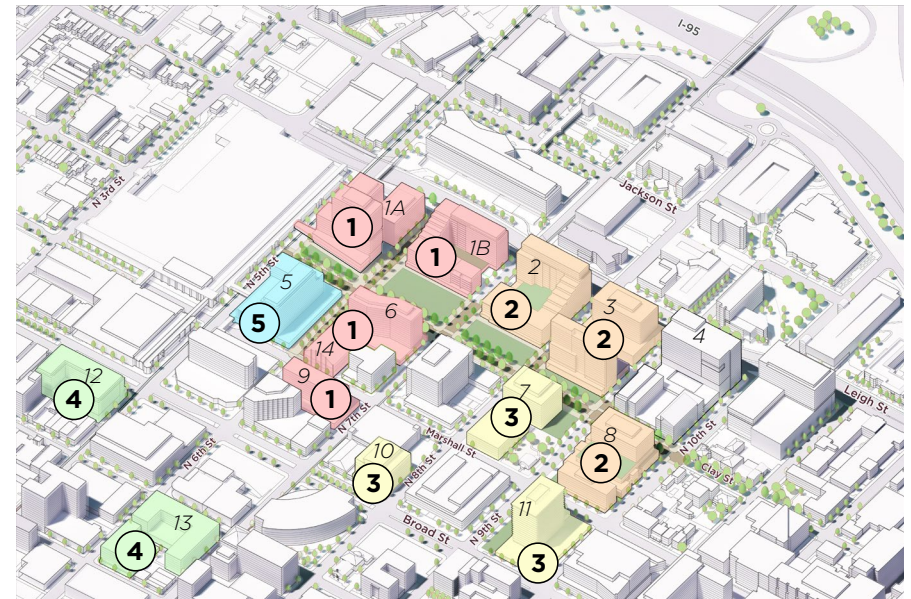 I-95
N 3rd St
Jackson St
1A
1
1B
1
N 5th St
5
5
2
2
3
2
4
6
1
14
9
1
N 7th St
12
4
7
3
Leigh St
Marshall St
N 6th St
10
3
N 8th St
8
2
N 10th St
Clay St
Broad St
N 9th St
11
3
13
4